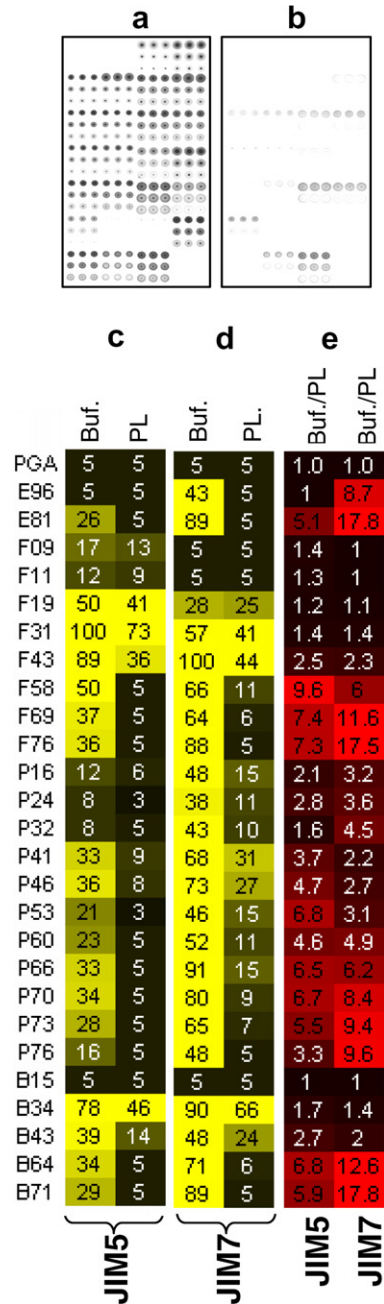 a b
c d e
Buf. PL Buf. PL. Buf./PL Buf./PL
PGA 5 5 5 5 1.0 1.0
E96 5 5 43 5 1 8.7
E81 26 5 89 5 5.1 17.8
F09 17 13 5 5 1.4 1
F11 12 9 5 5 1.3 1
F19 50 41 28 25 1.2 1.1
F31 100 73 57 41 1.4 1.4
F43 89 36 100 44 2.5 2.3
F58 50 5 66 11 9.6 6
F69 37 5 64 6 7.4 11.6
F76 36 5 88 5 7.3 17.5
P16 12 6 48 15 2.1 3.2
P24 8 3 38 11 2.8 3.6
P32 8 5 43 10 1.6 4.5
P41 33 9 68 31 3.7 2.2
P46 36 8 73 27 4.7 2.7
P53 21 3 46 15 6.8 3.1
P60 23 5 52 11 4.6 4.9
P66 33 5 91 15 6.5 6.2
P70 34 5 80 9 6.7 8.4
P73 28 5 65 7 5.5 9.4
P76 16 5 48 5 3.3 9.6
B15 5 5 5 5 1 1
B34 78 46 90 66 1.7 1.4
B43 39 14 48 24 2.7 2
B64 34 5 71 6 6.8 12.6
B71 29 5 89 5 5.9 17.8
JIM5 JIM7 JIM5 JIM7